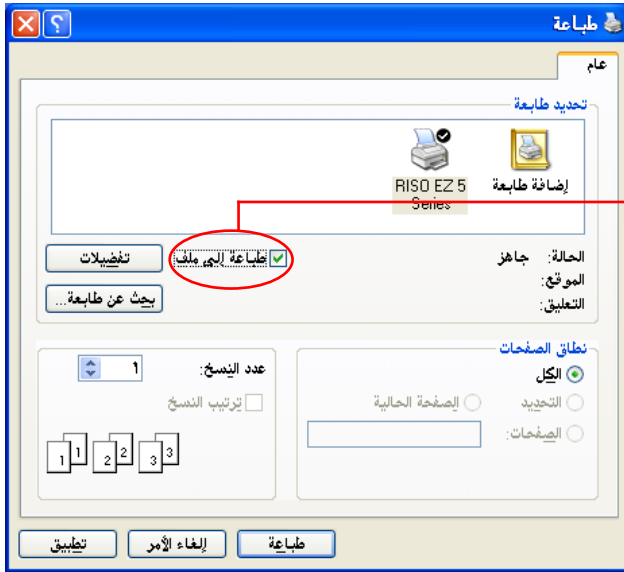 طباعة
عام
تحديد طابعة
إضافة طابعة
RISO EZ 5
Series
الحالة: جاهز
طباعة إلى ملف
تفضيلات
الموقع:
التعليق:
بحث عن طابعة...
نطاق الصفحات
الكل
التحديد
الصفحة الحالية
الصفحات:
عدد النسخ:
1
ترتيب النسخ
1 1 2 2 3 3
طباعة
إلغاء الأمر
تطبيق